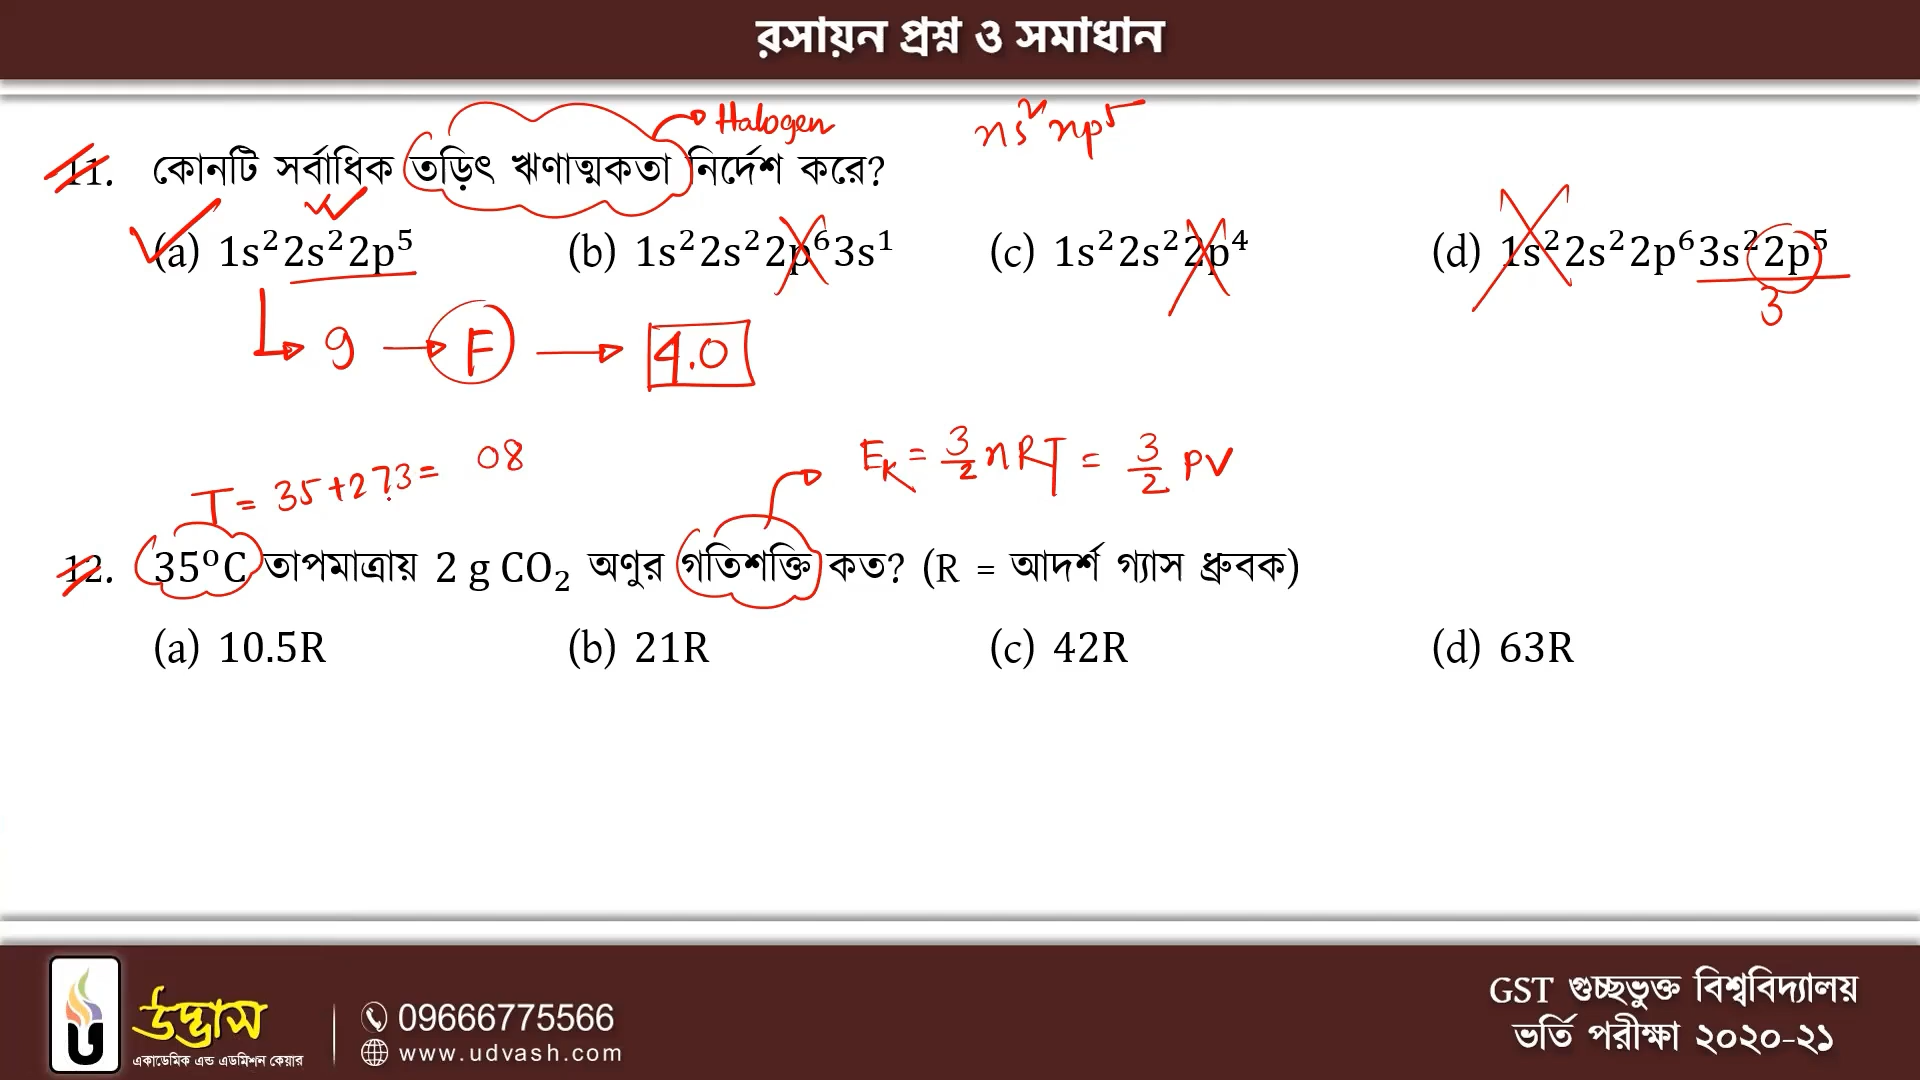 রসায়ন প্রশ্ন ও সমাধান
Halogen
ns² np⁵
11. কোনটি সর্বাধিক তড়িৎ ঋণাত্মকতা নির্দেশ করে?
(a) 1s²2s²2p⁵ (b) 1s²2s²2p⁶3s¹ (c) 1s²2s²2p⁴ (d) 1s²2s²2p⁶3s²2p⁵
3
9 → F → 4.0
T = 35+273 = 08
E_K = 3/2 nRT = 3/2 PV
12. 35°C তাপমাত্রায় 2 g CO₂ অণুর গতিশক্তি কত? (R = আদর্শ গ্যাস ধ্রুবক)
(a) 10.5R (b) 21R (c) 42R (d) 63R
উদ্ভাস
একাডেমিক এন্ড এডমিশন কেয়ার
09666775566
www.udvash.com
GST গুচ্ছভুক্ত বিশ্ববিদ্যালয়
ভর্তি পরীক্ষা ২০২০-২১